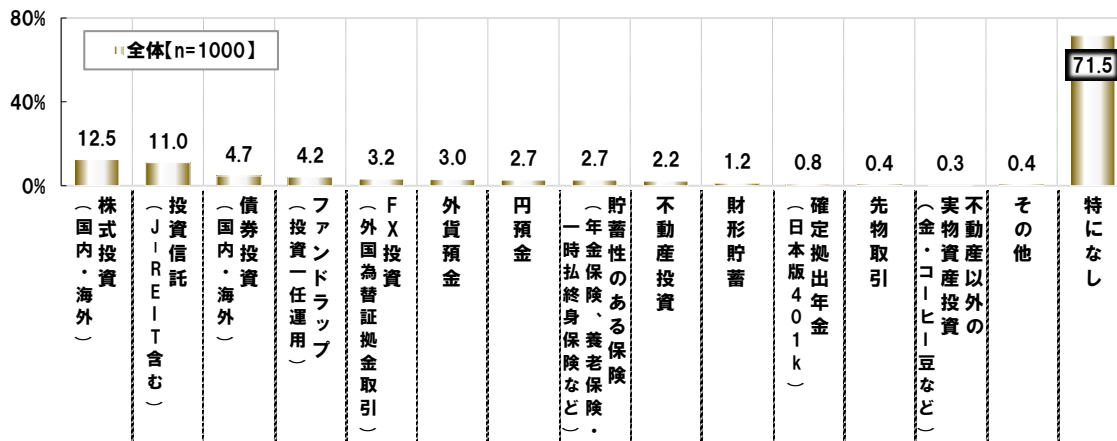 80%
40%
0%
全体【n=1000】
12.5
11.0
4.7
4.2
3.2
3.0
2.7
2.7
2.2
1.2
0.8
0.4
0.3
0.4
71.5
株式投資
（国内・海外）
投資信託
（J-REIT含む）
債券投資
（国内・海外）
ファンドラップ
（投資一任運用）
FX投資
（外国為替証拠金取引）
外貨預金
円預金
貯蓄性のある保険
（年金保険、養老保険・
一時払終身保険など）
不動産投資
財形貯蓄
確定拠出年金
（日本版401k）
先物取引
不動産以外の
実物資産投資
（金・コーヒー豆など）
その他
特になし